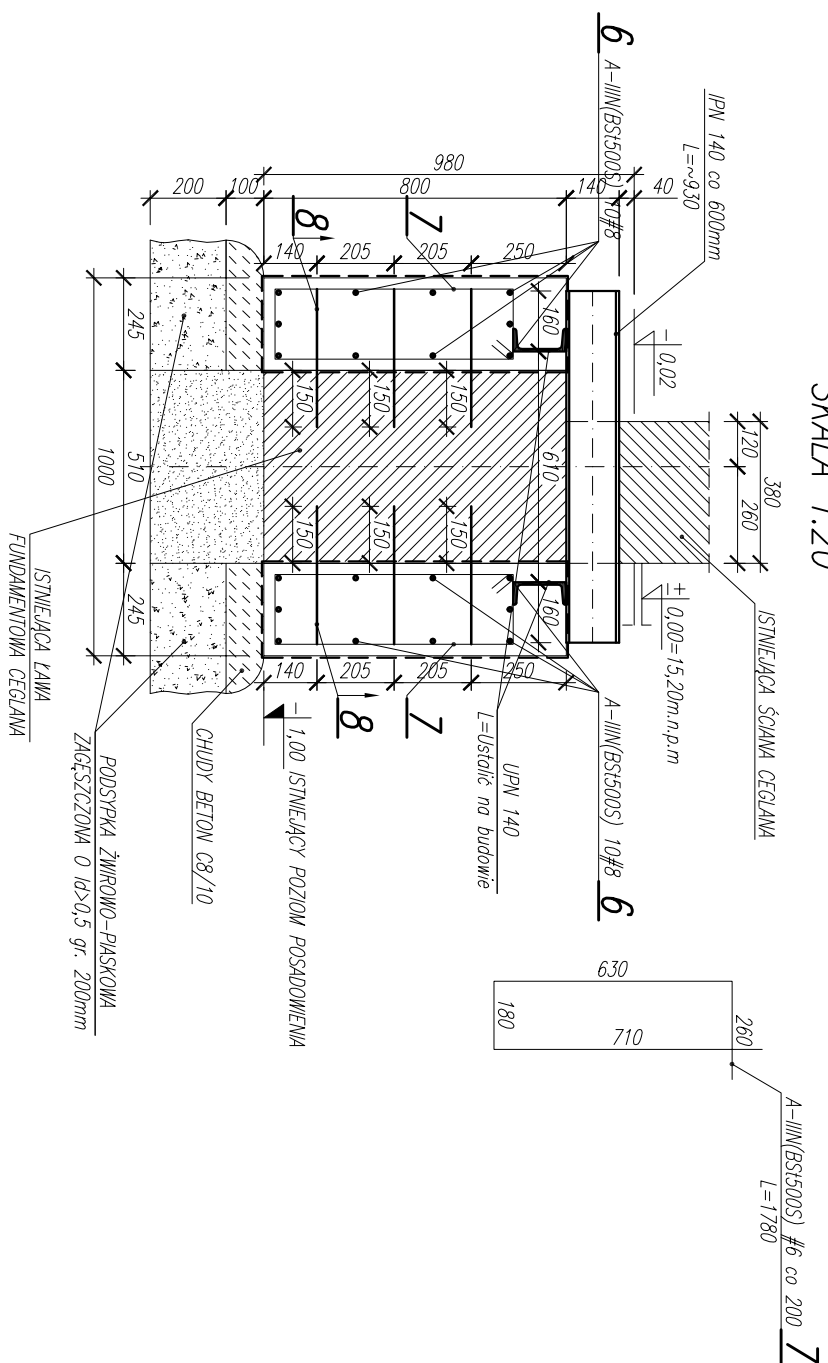 SKALA 1:20
IPN 140 co 600mm
L=~930
6
A-IIIN(BSt500S) 10#8
ISTNIEJĄCA ŚCIANA CEGLANA
380
120
260
- 0,02
± 0,00=15,20m.n.p.m
40
140
980
800
100
200
250
205
205
140
7
8
160
610
160
150
150
150
150
150
150
250
205
205
140
7
8
A-IIIN(BSt500S) 10#8
6
UPN 140
L=Ustalić na budowie
- 1,00 ISTNIEJĄCY POZIOM POSADOWIENIA
245
510
245
1000
CHUDY BETON C8/10
PODSYPKA ŻWIROWO-PIASKOWA
ZAGĘSZCZONA O Id>0,5 gr. 200mm
ISTNIEJĄCA ŁAWA
FUNDAMENTOWA CEGLANA
630
260
710
180
A-IIIN(BSt500S) #6 co 200
L=1780
7